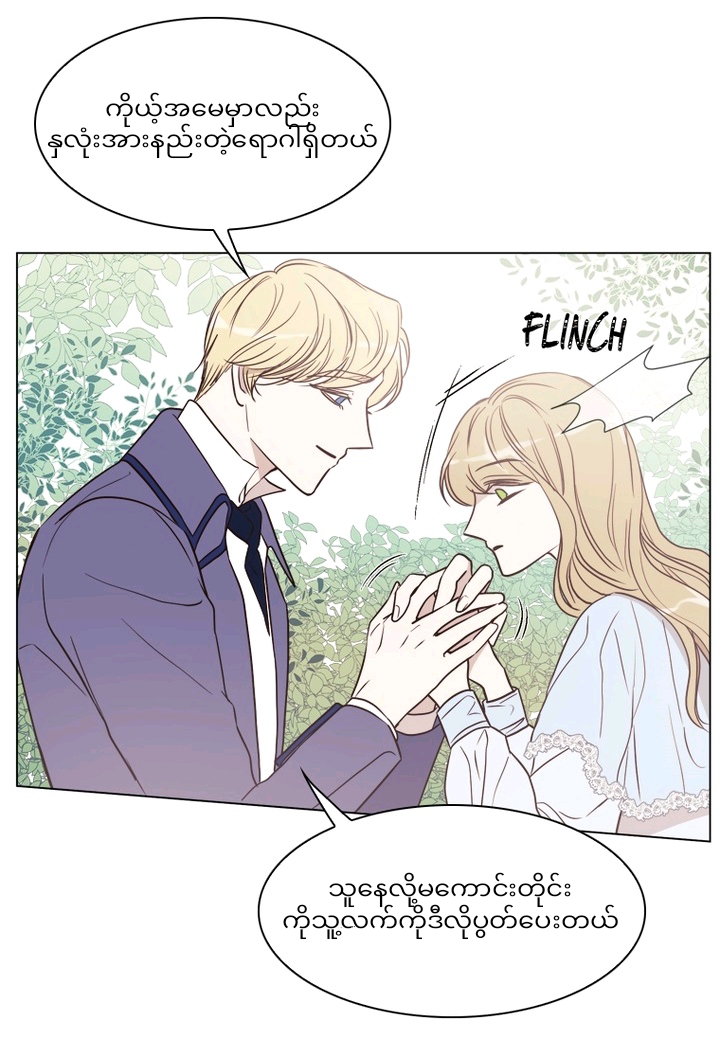 ကိုယ့်အမေမှာလည်း
နှလုံးအားနည်းတဲ့ရောဂါရှိတယ်
FLINCH
သူနေလို့မကောင်းတိုင်း
ကိုသူ့လက်ကိုဒီလိုပွတ်ပေးတယ်